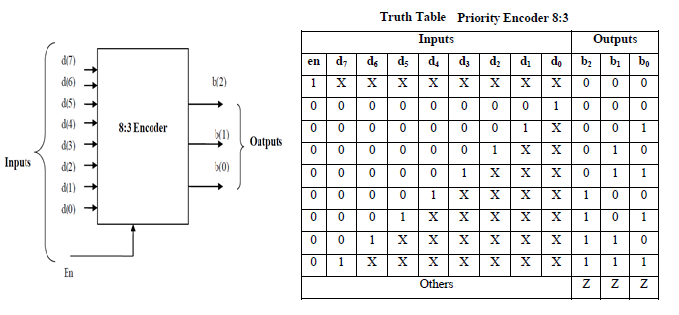 Truth Table Priority Encoder 8:3
Inputs Outputs
en d7 d6 d5 d4 d3 d2 d1 d0 b2 b1 b0
1 X X X X X X X X 0 0 0
0 0 0 0 0 0 0 0 1 0 0 0
0 0 0 0 0 0 0 1 X 0 0 1
0 0 0 0 0 0 1 X X 0 1 0
0 0 0 0 0 1 X X X 0 1 1
0 0 0 0 1 X X X X 1 0 0
0 0 0 1 X X X X X 1 0 1
0 0 1 X X X X X X 1 1 0
0 1 X X X X X X X 1 1 1
Others Z Z Z
d(7)
d(6)
d(5)
d(4)
d(3)
d(2)
d(1)
d(0)
Inputs
8:3 Encoder
b(2)
b(1)
b(0)
Outputs
En